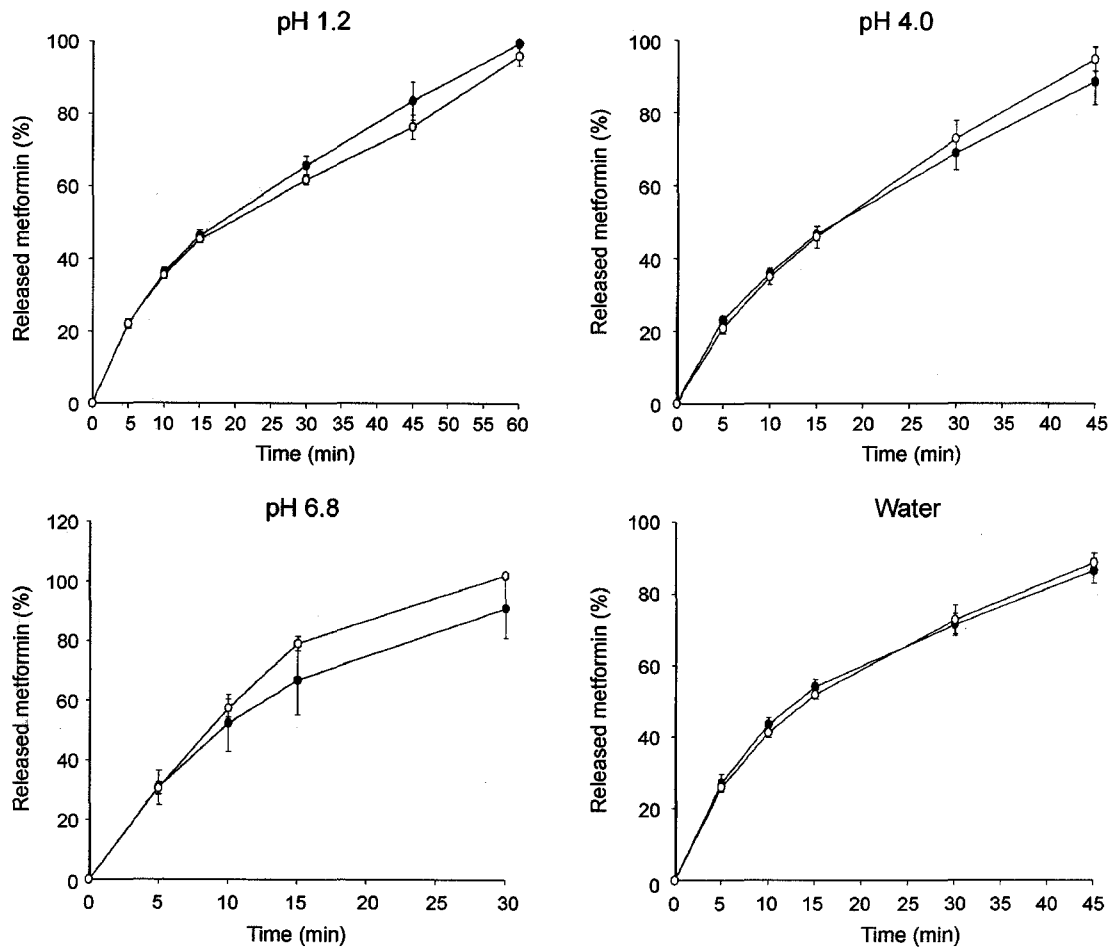 pH 1.2
Released metformin (%)
100
80
60
40
20
0
0 5 10 15 20 25 30 35 40 45 50 55 60
Time (min)
pH 4.0
Released metformin (%)
100
80
60
40
20
0
0 5 10 15 20 25 30 35 40 45
Time (min)
pH 6.8
Released metformin (%)
120
100
80
60
40
20
0
0 5 10 15 20 25 30
Time (min)
Water
Released metformin (%)
100
80
60
40
20
0
0 5 10 15 20 25 30 35 40 45
Time (min)